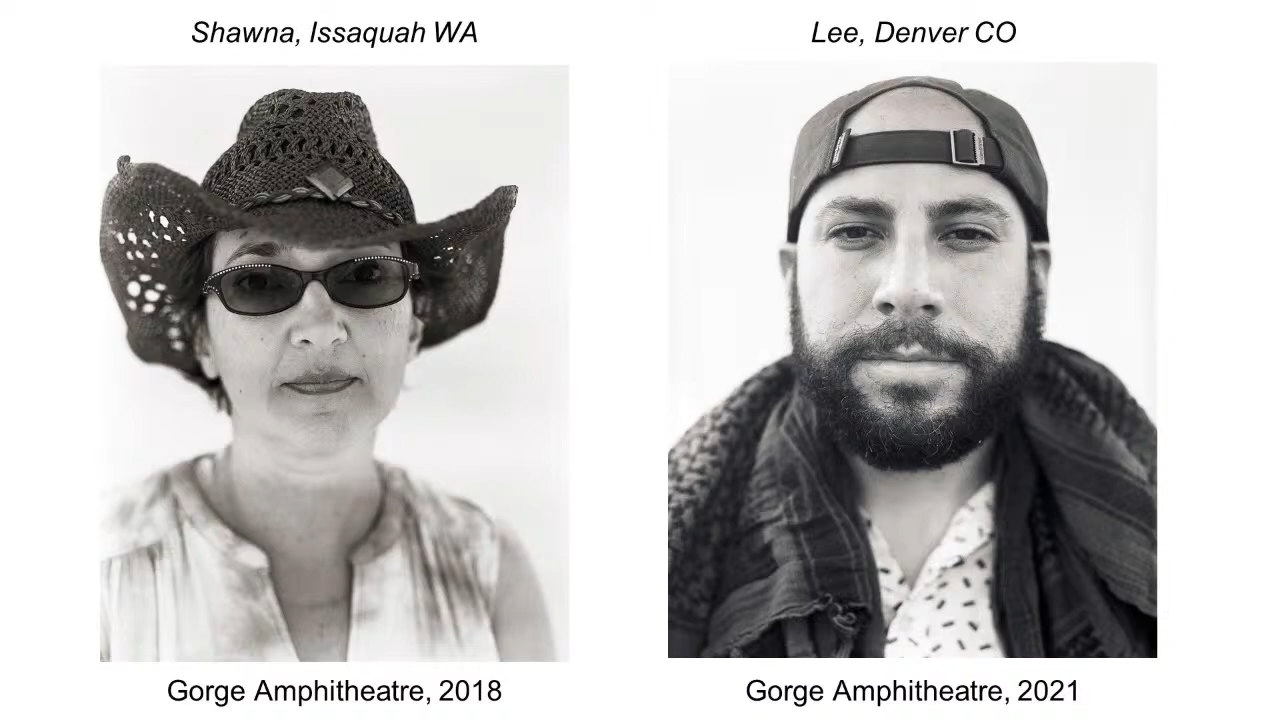 Shawna, Issaquah WA
Lee, Denver CO
Gorge Amphitheatre, 2018
Gorge Amphitheatre, 2021